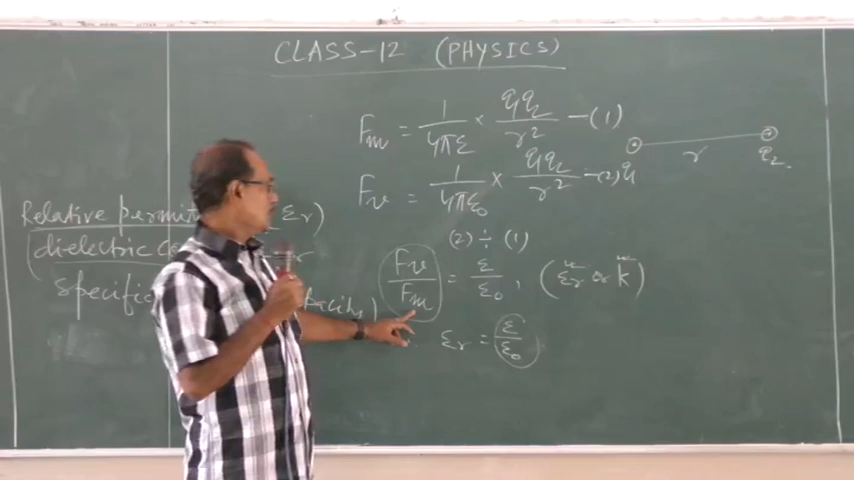 CLASS-12 (PHYSICS)
Fm = 1/4πε × q1q2/r² -(1)
Fv = 1/4πε0 × q1q2/r² -(2)
q1 r q2
Relative permit εr)
(2) ÷ (1)
(dielectric
Fv/Fm = ε/ε0, (εr or k)
specific
εr = ε/ε0